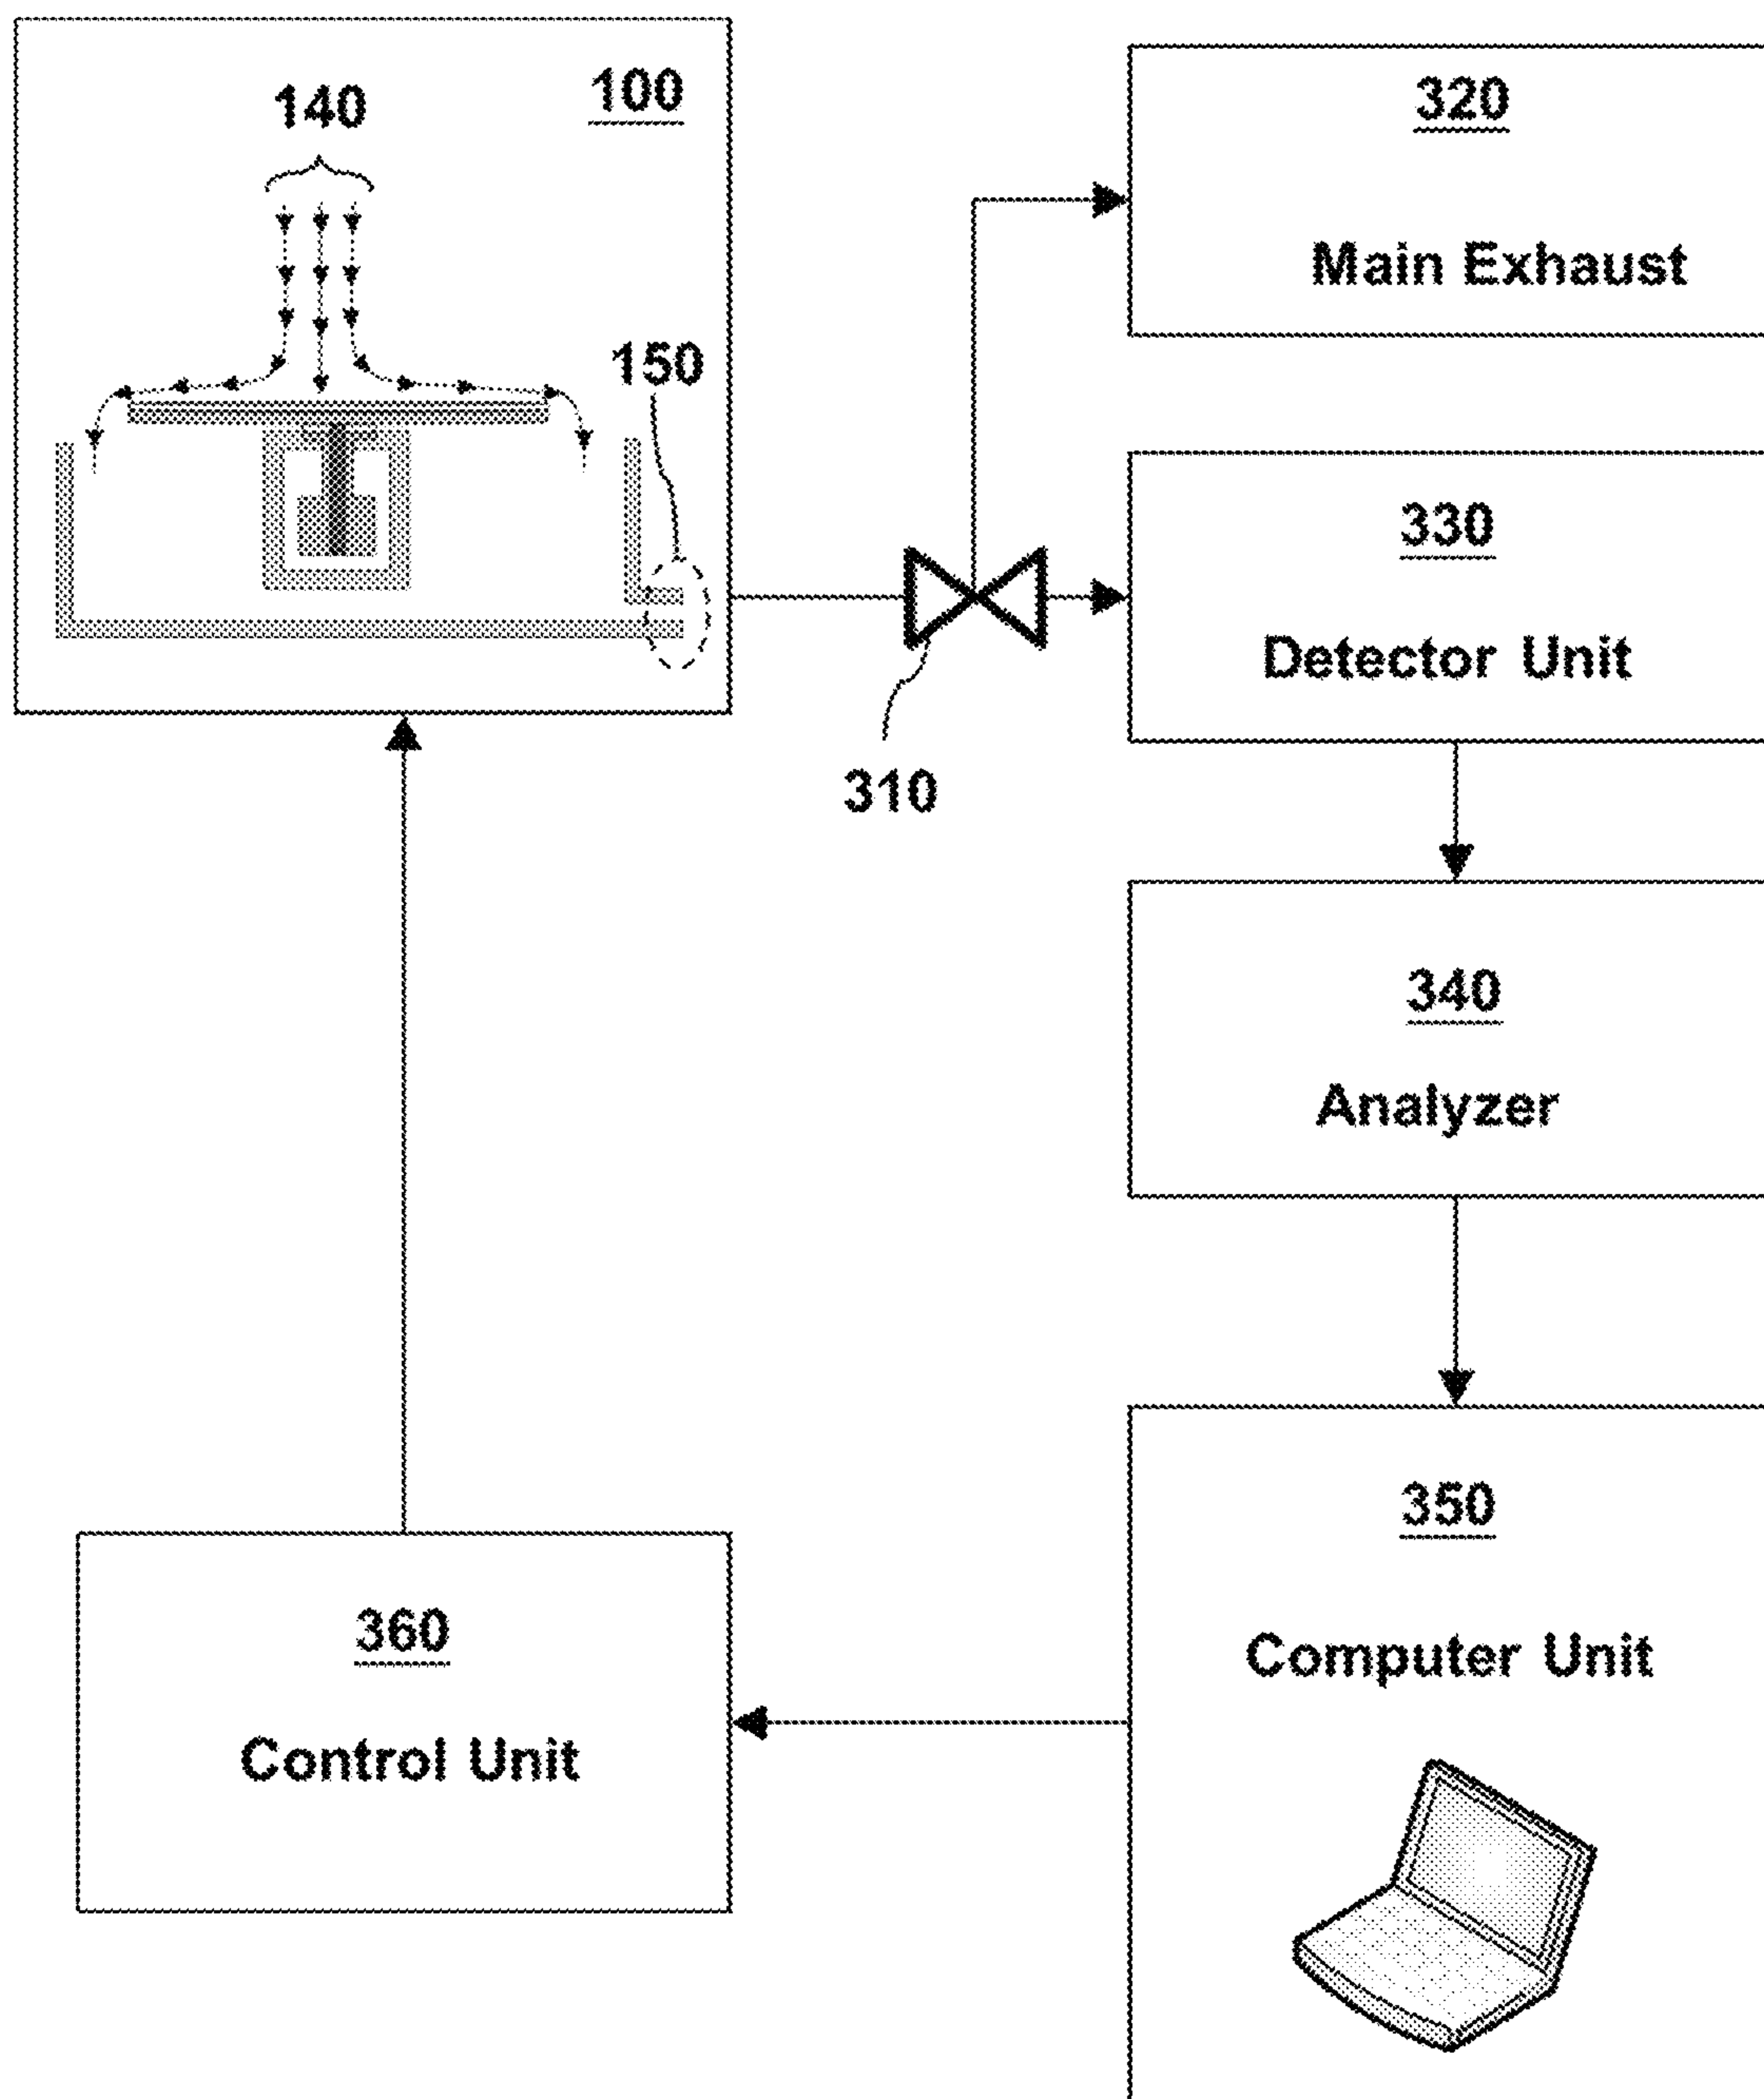 140
100
150
310
320
Main Exhaust
330
Detector Unit
340
Analyzer
350
Computer Unit
360
Control Unit